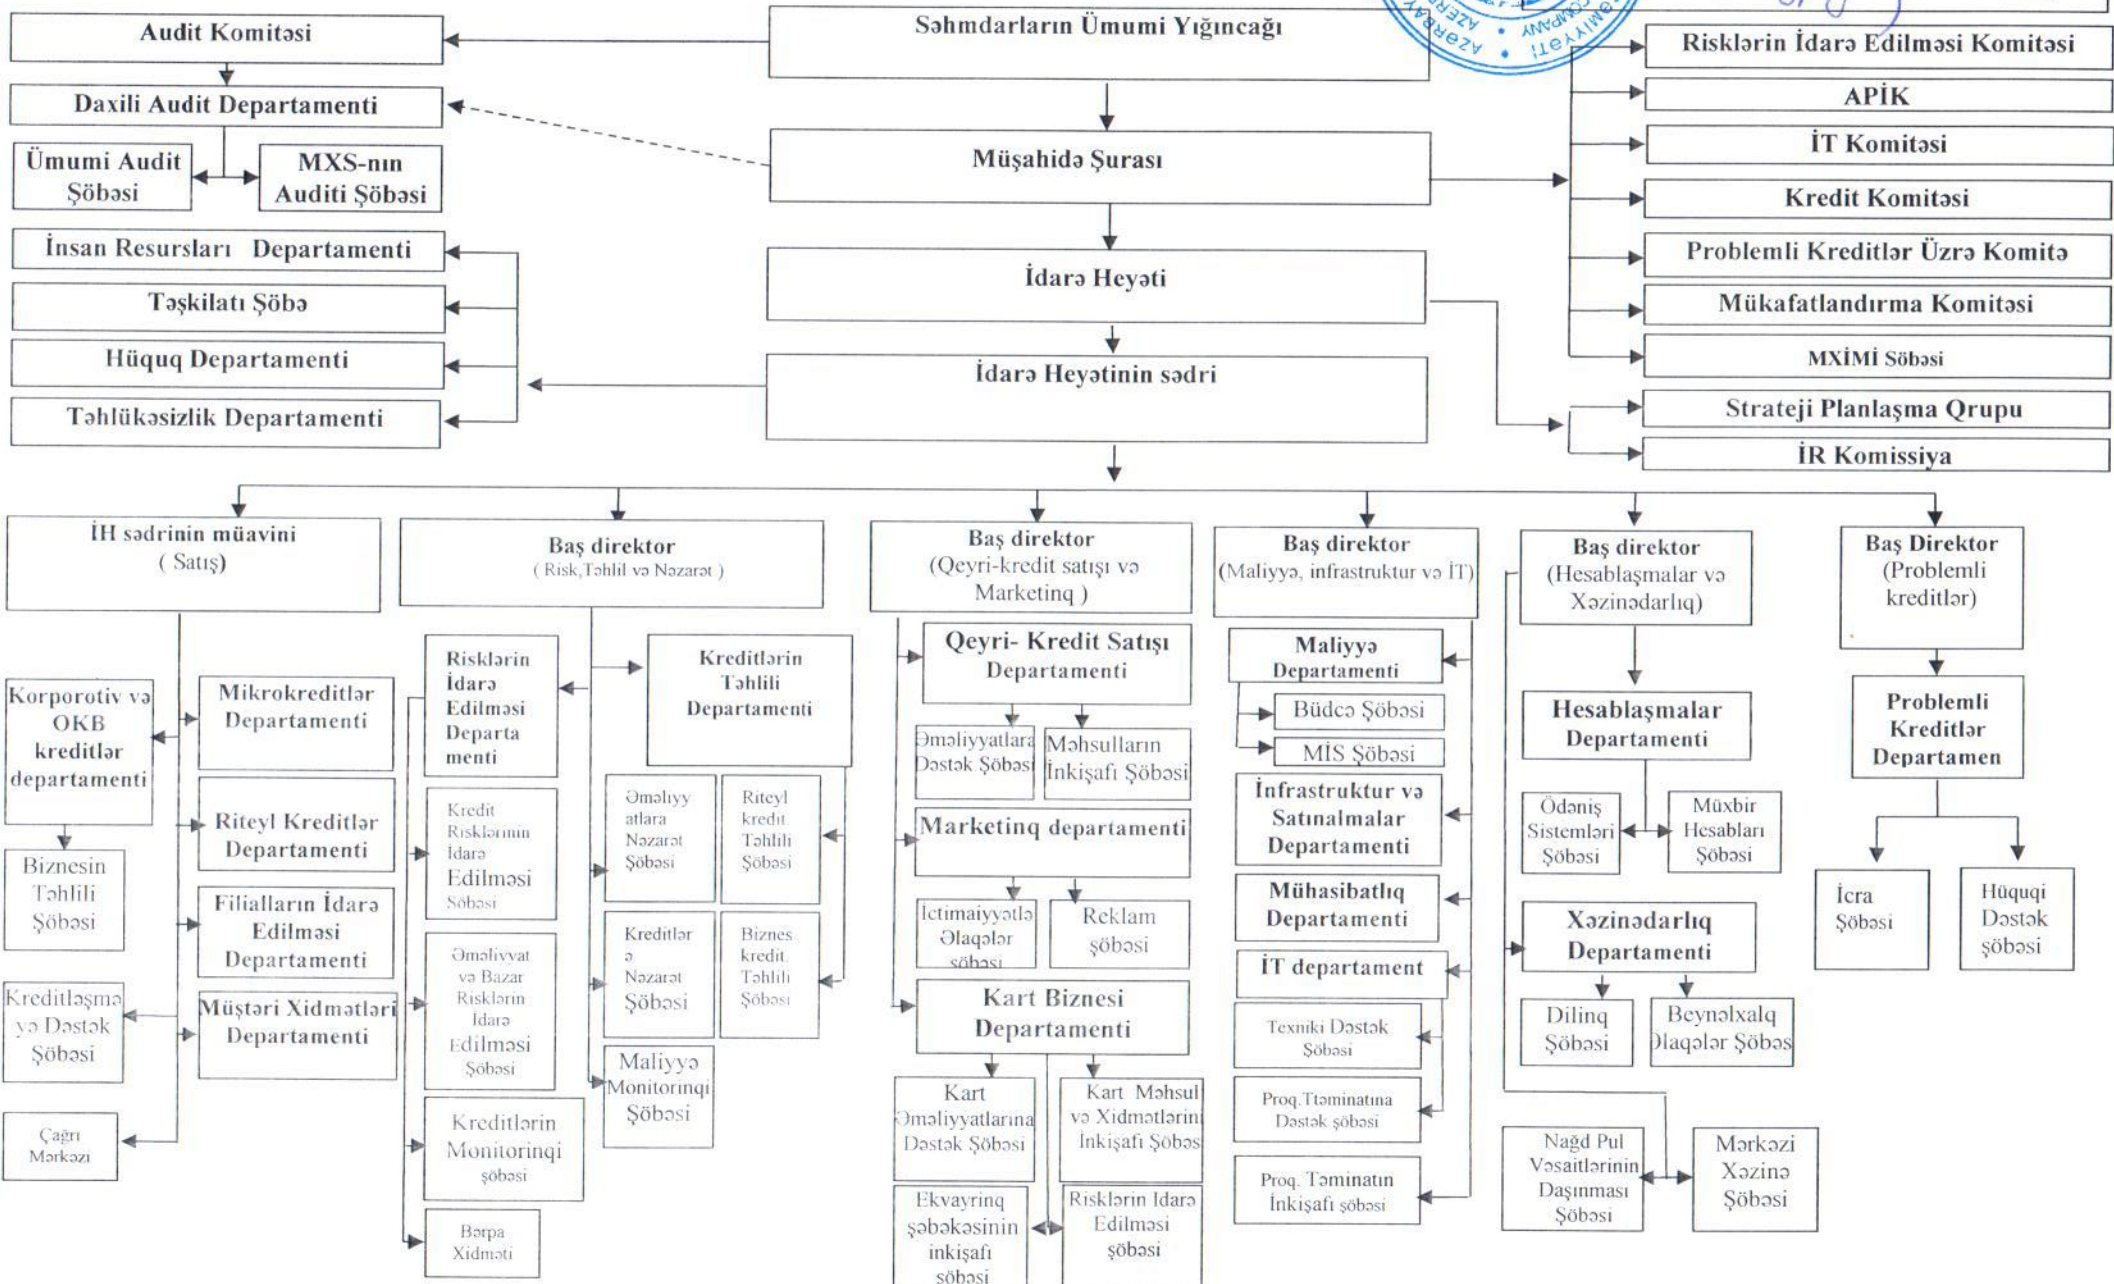 Audit Komitəsi
Səhmdarların Ümumi Yığıncağı
AZƏRBAY
COMPANY
Risklərin İdarə Edilməsi Komitəsi
Daxili Audit Departamenti
APİK
Ümumi Audit
Şöbəsi
MXS-nın
Auditi Şöbəsi
Müşahidə Şurası
İT Komitəsi
Kredit Komitəsi
İnsan Resursları Departamenti
Problemli Kreditlər Üzrə Komitə
İdarə Heyəti
Təşkilatı Şöbə
Mükafatlandırma Komitəsi
Hüquq Departamenti
MXİMİ Söbəsi
İdarə Heyətinin sədri
Təhlükəsizlik Departamenti
Strateji Planlaşma Qrupu
İR Komissiya
İH sədrinin müavini
( Satış)
Baş direktor
( Risk,Təhlil və Nəzarət )
Baş direktor
(Qeyri-kredit satışı və
Marketinq )
Baş direktor
(Maliyyə, infrastruktur və İT)
Baş direktor
(Hesablaşmalar və
Xəzinədarlıq)
Baş Direktor
(Problemli
kreditlər)
Korporotiv və
OKB
kreditlər
departamenti
Mikrokreditlər
Departamenti
Biznesin
Təhlili
Şöbəsi
Riteyl Kreditlər
Departamenti
Filialların İdarə
Edilməsi
Departamenti
Kreditləşmə
yə Dəstək
Şöbəsi
Müştəri Xidmətləri
Departamenti
Çağrı
Mərkəzi
Risklərin
İdarə
Edilməsi
Departa
menti
Kreditlərin
Təhlili
Departamenti
Kredit
Risklərinin
İdarə
Edilməsi
Söbəsi
Əməliyy
atlara
Nəzarət
Şöbəsi
Riteyl
kredit.
Təhlili
Şöbəsi
Əməliyyat
və Bazar
Risklərin
İdarə
Edilməsi
Şöbəsi
Kreditlər
ə
Nəzarət
Şöbəsi
Biznes
kredit.
Təhlili
Şöbəsi
Maliyyə
Monitorinqi
Şöbəsi
Kreditlərin
Monitorinqi
şöbəsi
Bərpa
Xidməti
Qeyri- Kredit Satışı
Departamenti
Əməliyyatlara
Dəstək Şöbəsi
Məhsulların
İnkişafı Şöbəsi
Marketinq departamenti
İctimaiyyətlə
Əlaqələr
şöbəsi
Reklam
şöbəsi
Kart Biznesi
Departamenti
Kart
Əməliyyatlarına
Dəstək Şöbəsi
Kart Məhsul
və Xidmətlərini
İnkişafı Şöbəs
Ekvayrinq
şəbəkəsinin
inkişafı
şöbəsi
Risklərin İdarə
Edilməsi
şöbəsi
Maliyyə
Departamenti
Büdcə Şöbəsi
MİS Şöbəsi
İnfrastruktur və
Satınalmalar
Departamenti
Mühasibatlıq
Departamenti
İT departament
Texniki Dəstək
Şöbəsi
Proq.Ttəminatına
Dəstək şöbəsi
Proq. Təminatın
İnkişafı şöbəsi
Hesablaşmalar
Departamenti
Ödəniş
Sistemləri
Şöbəsi
Müxbir
Hesabları
Şöbəsi
Xəzinədarlıq
Departamenti
Dilinq
Şöbəsi
Beynəlxalq
Əlaqələr Şöbəs
Nağd Pul
Vəsaitlərinin
Daşınması
Şöbəsi
Mərkəzi
Xəzinə
Şöbəsi
Problemli
Kreditlər
Departamen
İcra
Şöbəsi
Hüquqi
Dəstək
şöbəsi